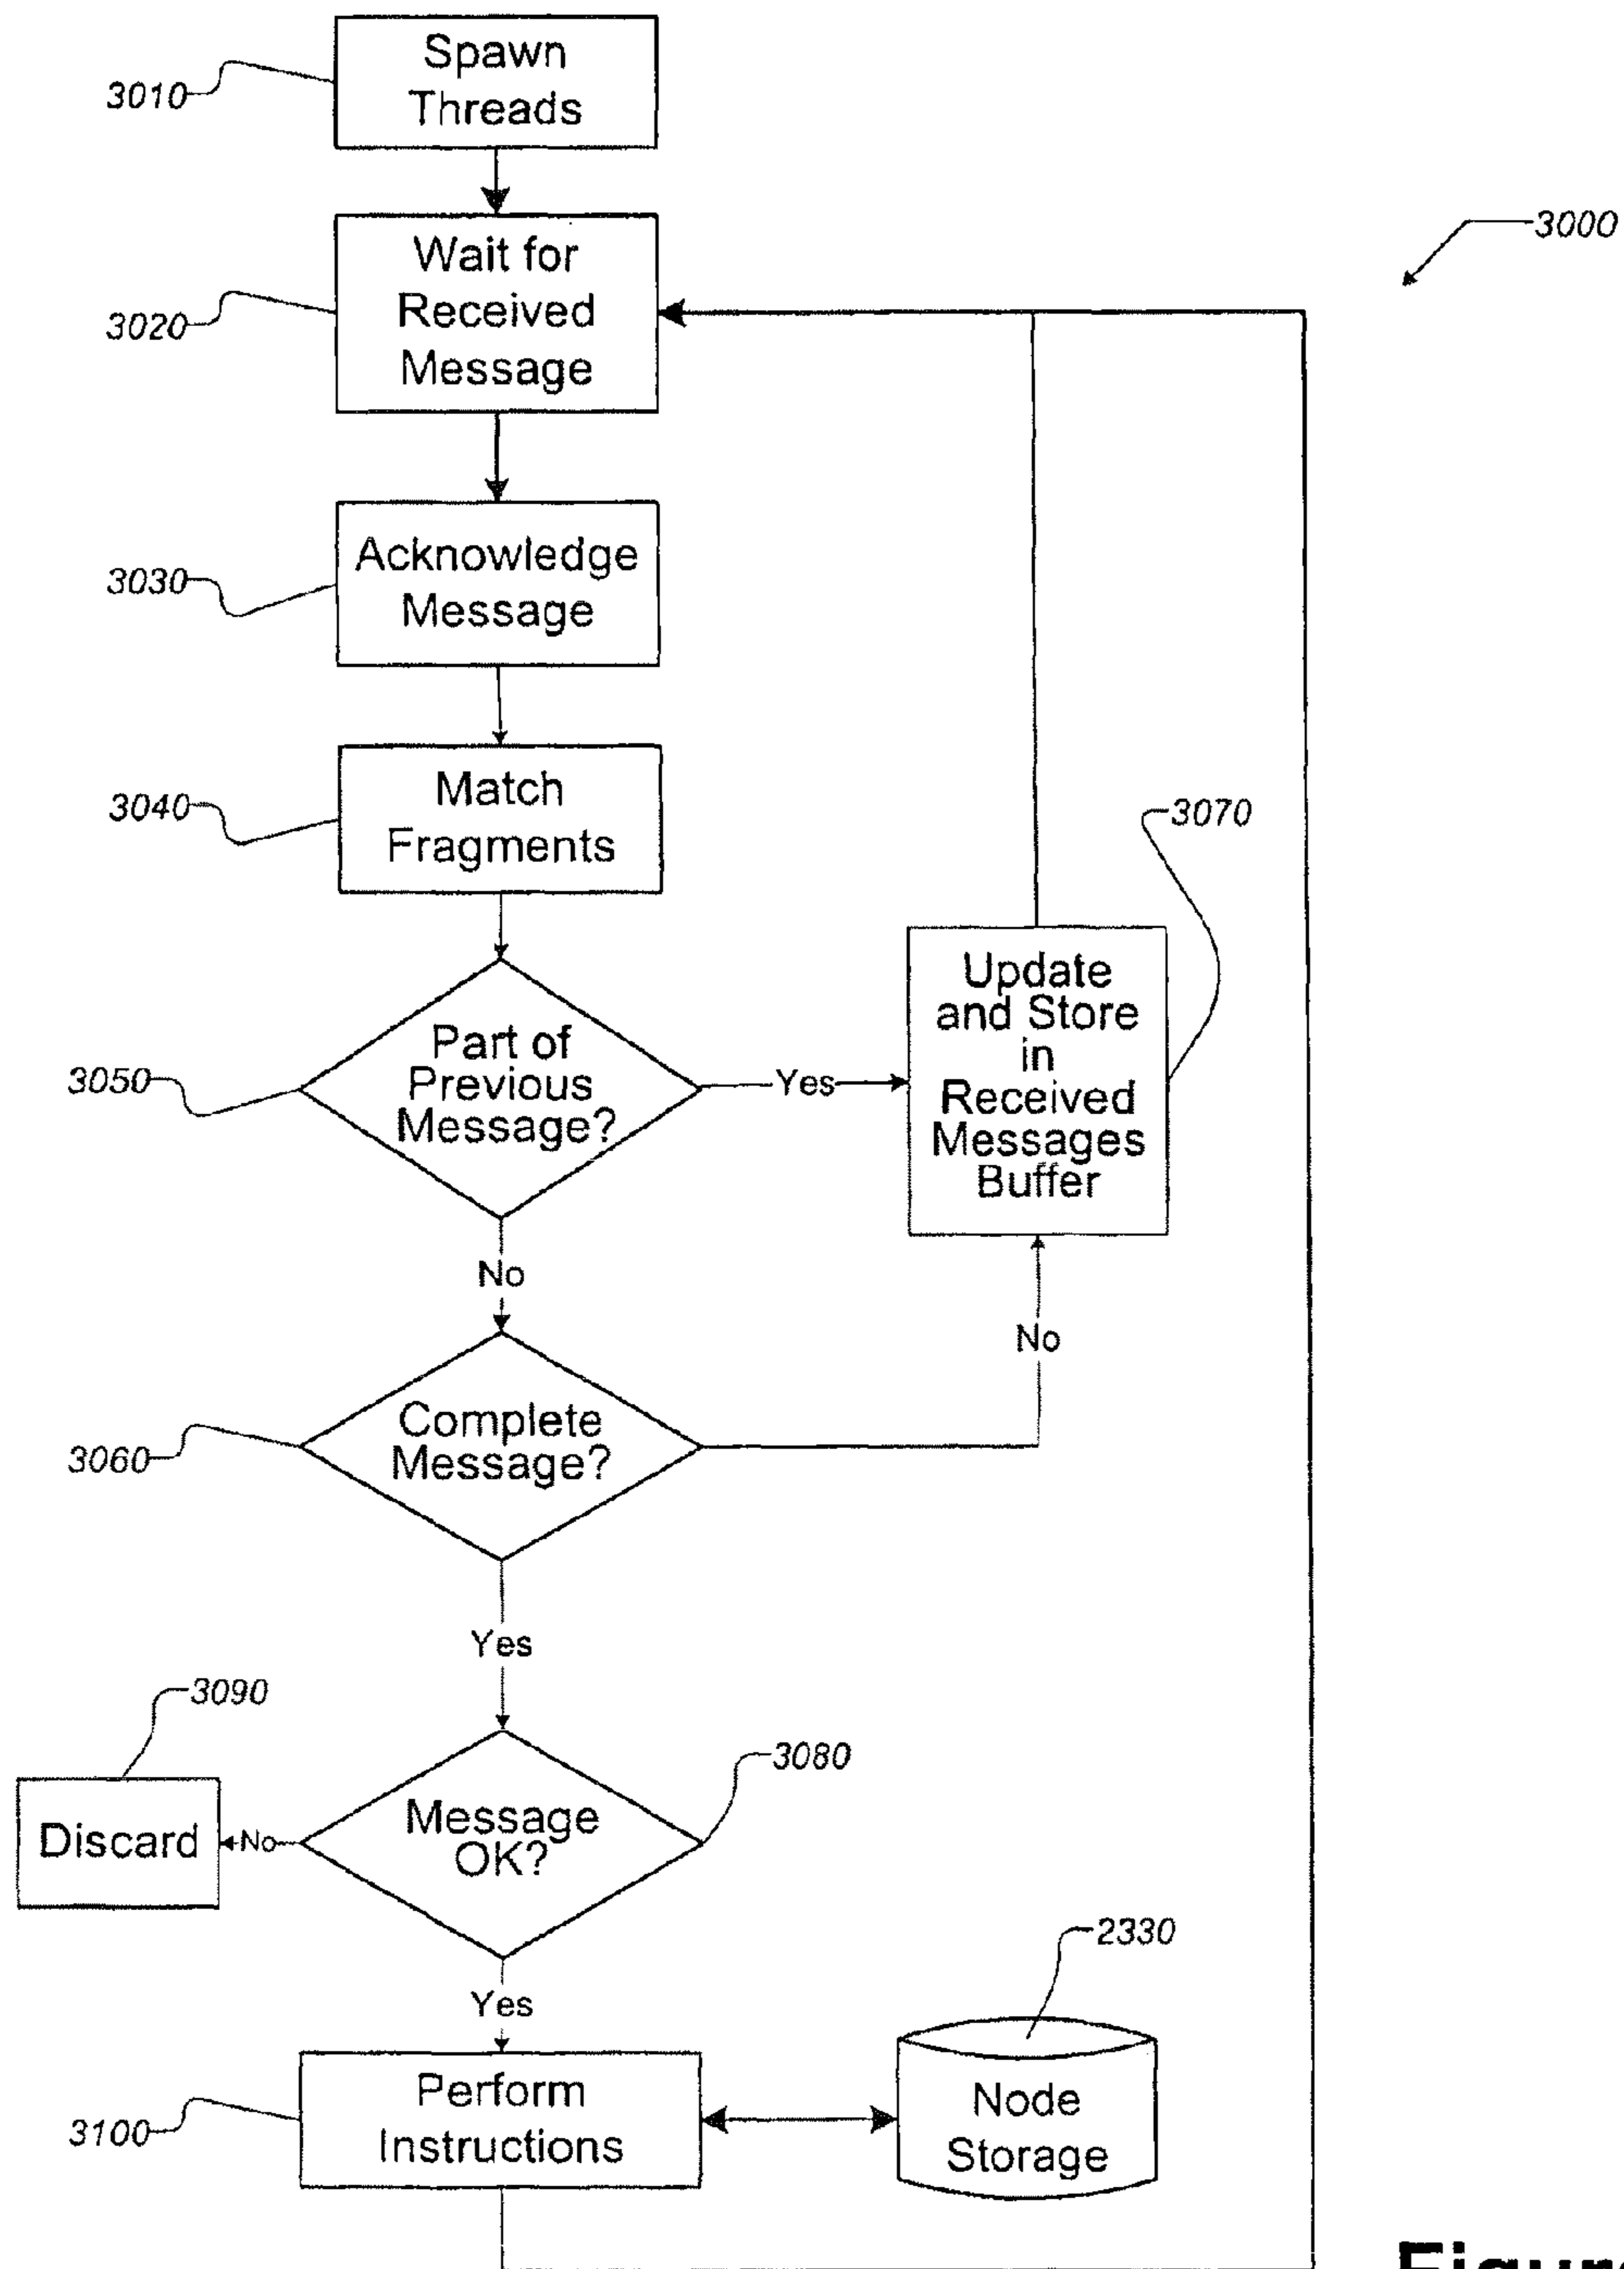 Spawn
Threads
3010
3000
Wait for
Received
Message
3020
Acknowledge
Message
3030
Match
Fragments
3040
3070
Update
and Store
in
Received
Messages
Buffer
Part of
Previous
Message?
3050
Yes
No
No
Complete
Message?
3060
Yes
3090
3080
Message
OK?
Discard
No
2330
Yes
Perform
Instructions
3100
Node
Storage